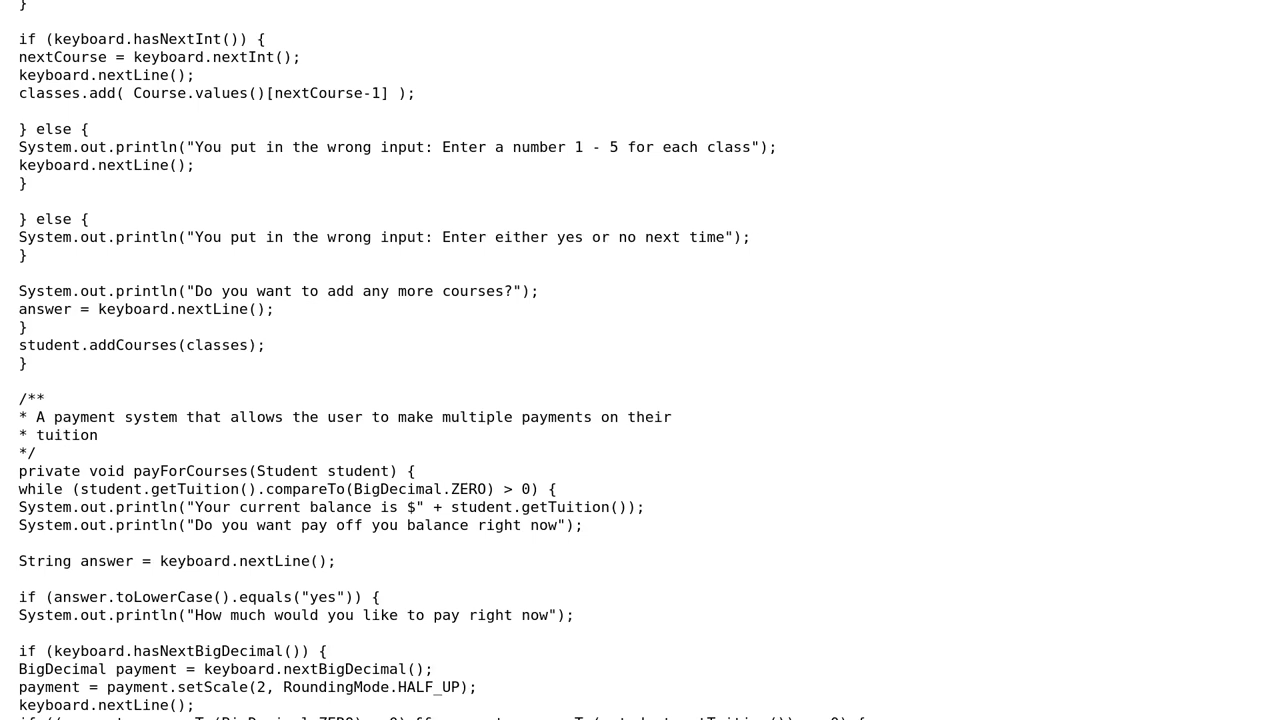 }
if (keyboard.hasNextInt()) {
nextCourse = keyboard.nextInt();
keyboard.nextLine();
classes.add( Course.values()[nextCourse-1] );
} else {
System.out.println("You put in the wrong input: Enter a number 1 - 5 for each class");
keyboard.nextLine();
}
} else {
System.out.println("You put in the wrong input: Enter either yes or no next time");
}
System.out.println("Do you want to add any more courses?");
answer = keyboard.nextLine();
}
student.addCourses(classes);
}
/**
* A payment system that allows the user to make multiple payments on their
* tuition
*/
private void payForCourses(Student student) {
while (student.getTuition().compareTo(BigDecimal.ZERO) > 0) {
System.out.println("Your current balance is $" + student.getTuition());
System.out.println("Do you want pay off you balance right now");
String answer = keyboard.nextLine();
if (answer.toLowerCase().equals("yes")) {
System.out.println("How much would you like to pay right now");
if (keyboard.hasNextBigDecimal()) {
BigDecimal payment = keyboard.nextBigDecimal();
payment = payment.setScale(2, RoundingMode.HALF_UP);
keyboard.nextLine();